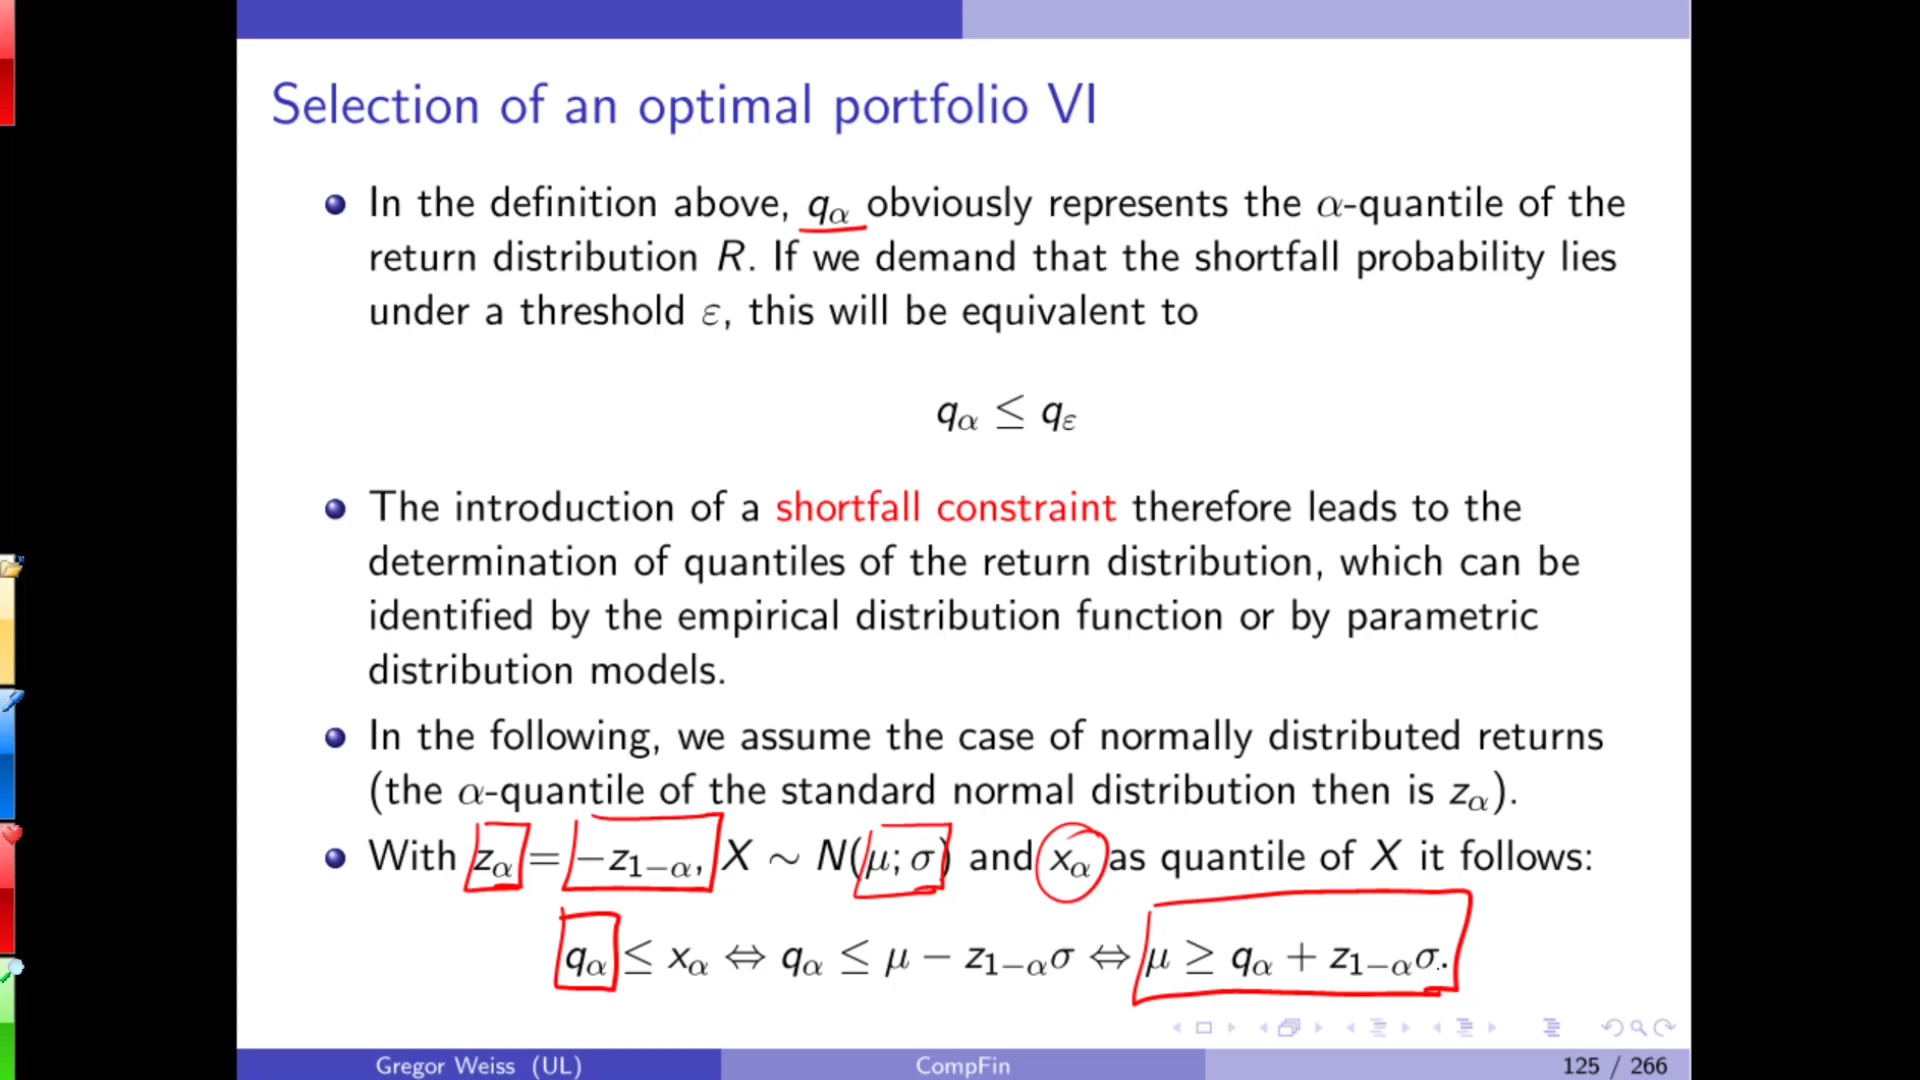 Selection of an optimal portfolio VI
In the definition above, qα obviously represents the α-quantile of the
return distribution R. If we demand that the shortfall probability lies
under a threshold ε, this will be equivalent to
qα ≤ qε
The introduction of a shortfall constraint therefore leads to the
determination of quantiles of the return distribution, which can be
identified by the empirical distribution function or by parametric
distribution models.
In the following, we assume the case of normally distributed returns
(the α-quantile of the standard normal distribution then is zα).
With zα = −z1−α, X ∼ N(μ; σ) and xα as quantile of X it follows:
qα ≤ xα ⇔ qα ≤ μ − z1−ασ ⇔ μ ≥ qα + z1−ασ.
Gregor Weiss (UL) CompFin 125 / 266